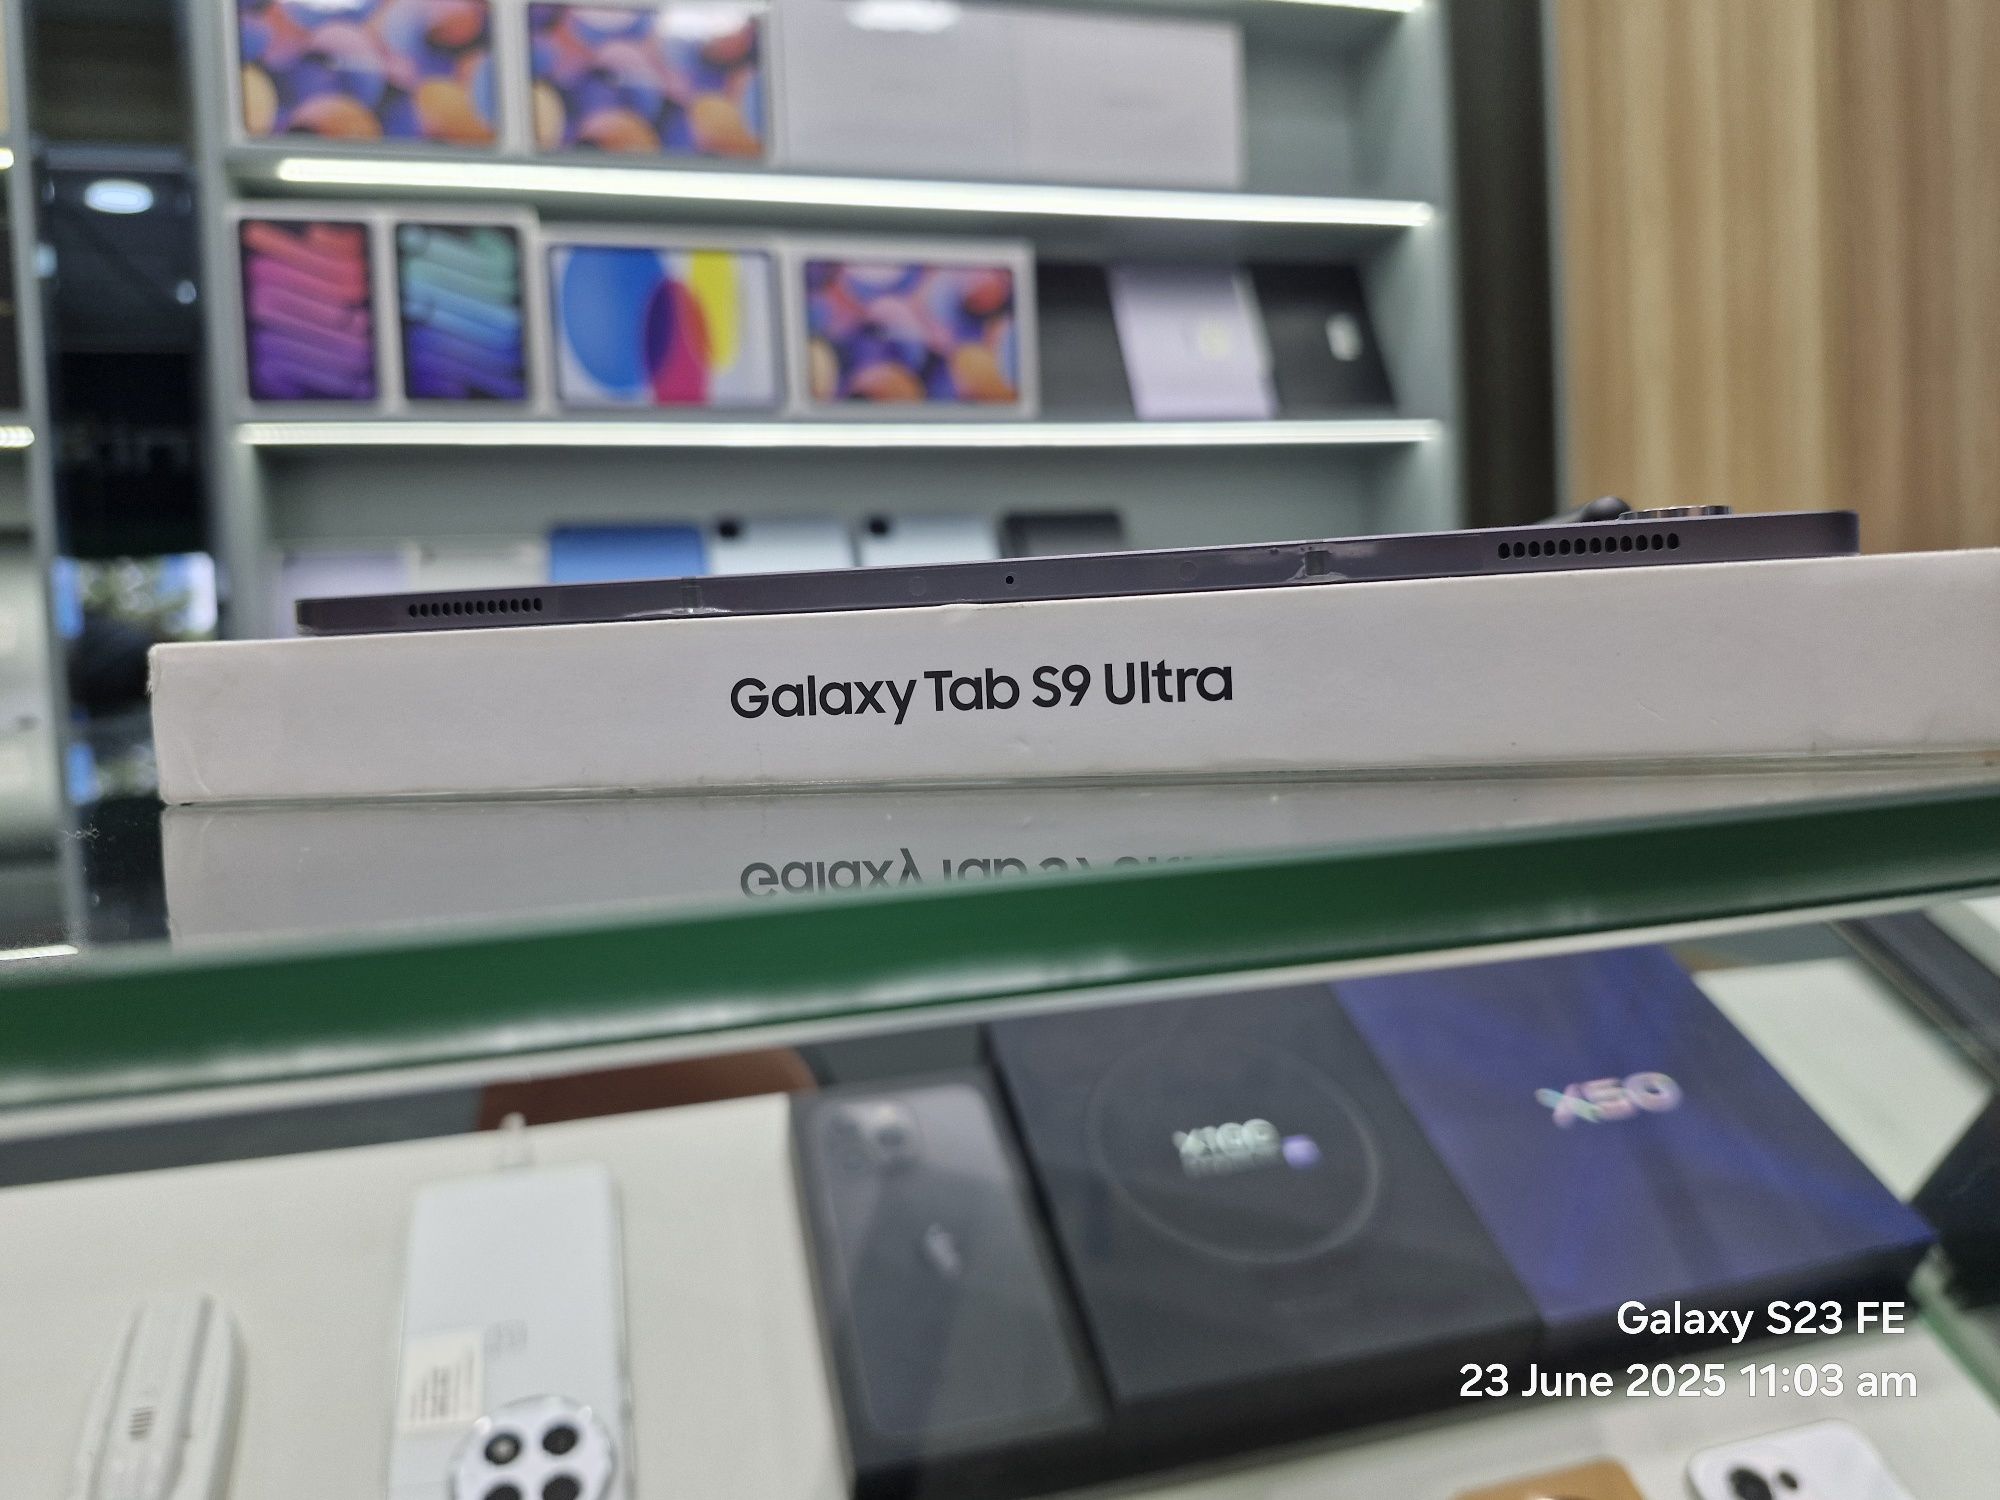 Galaxy Tab S9 Ultra
X50
Galaxy S23 FE
23 June 2025 11:03 am